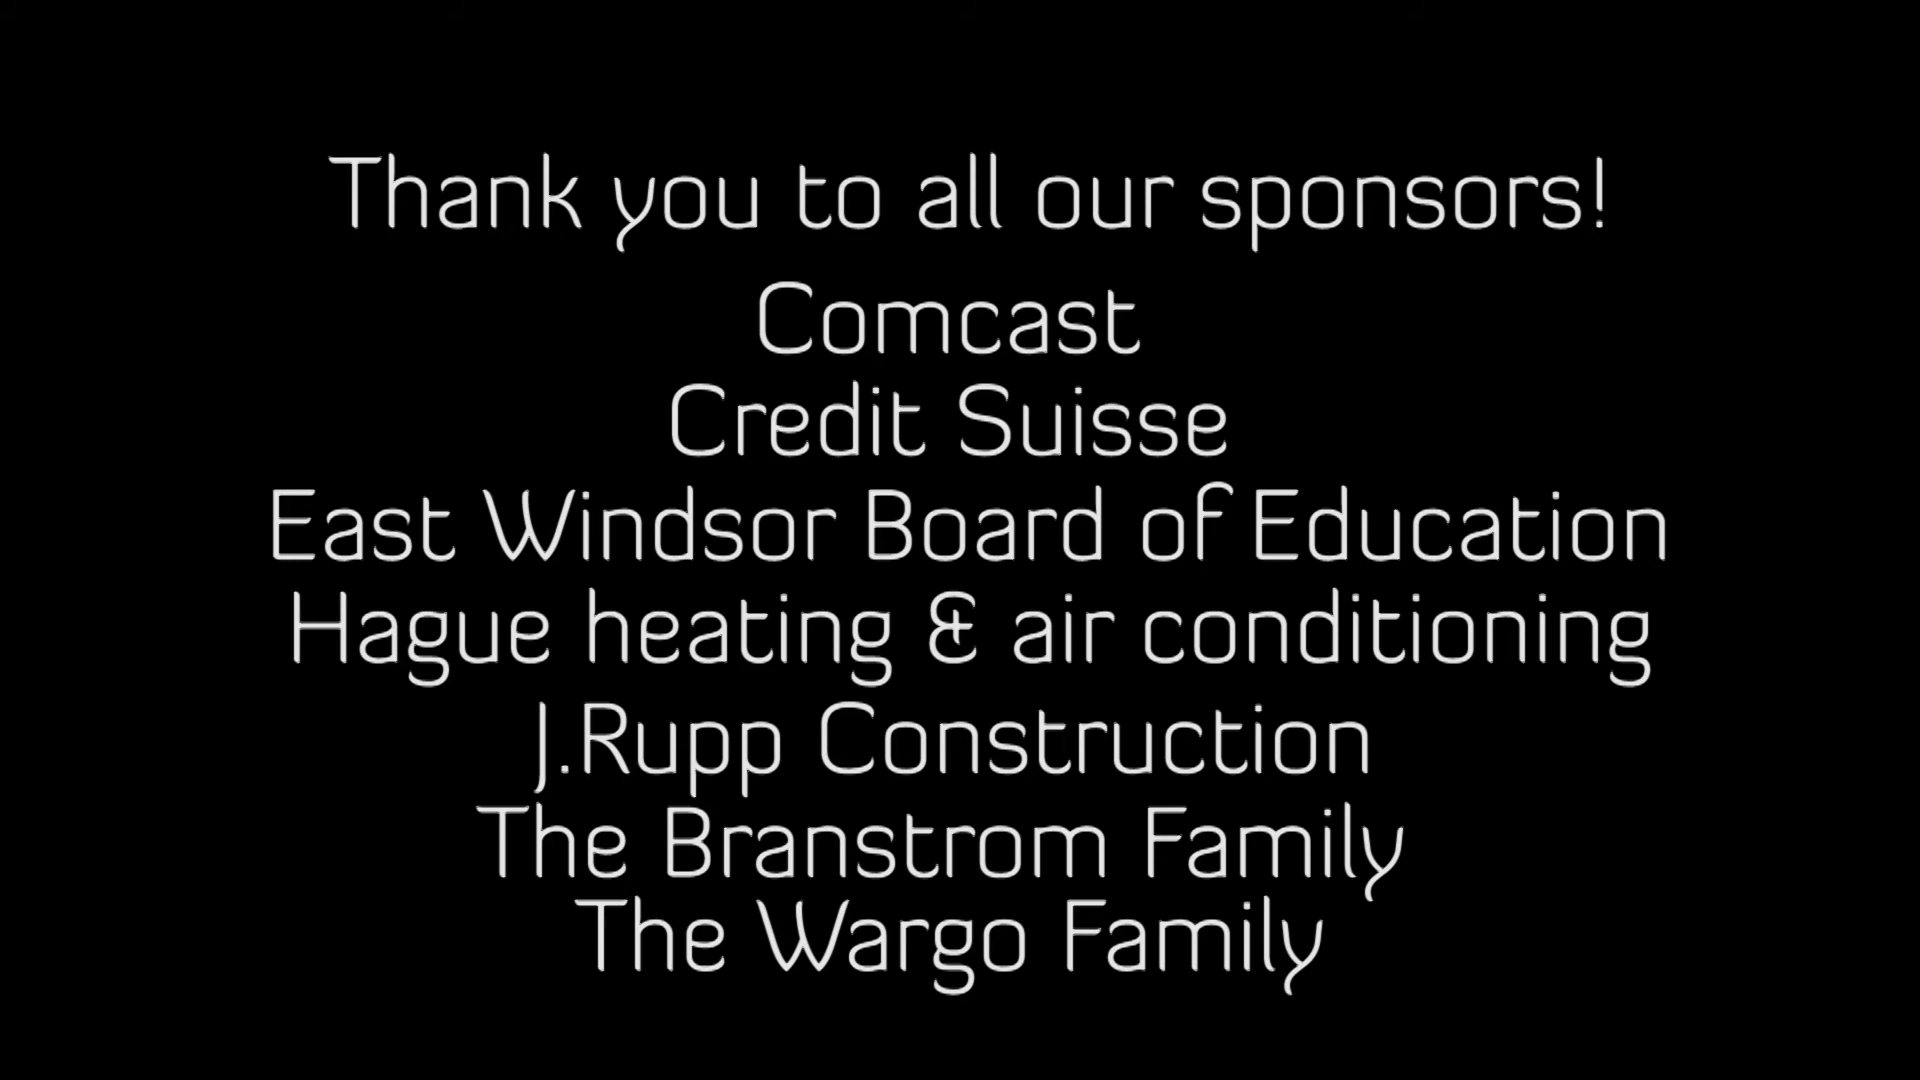 Thank you to all our sponsors!
Comcast
Credit Suisse
East Windsor Board of Education
Hague heating & air conditioning
J.Rupp Construction
The Branstrom Family
The Wargo Family